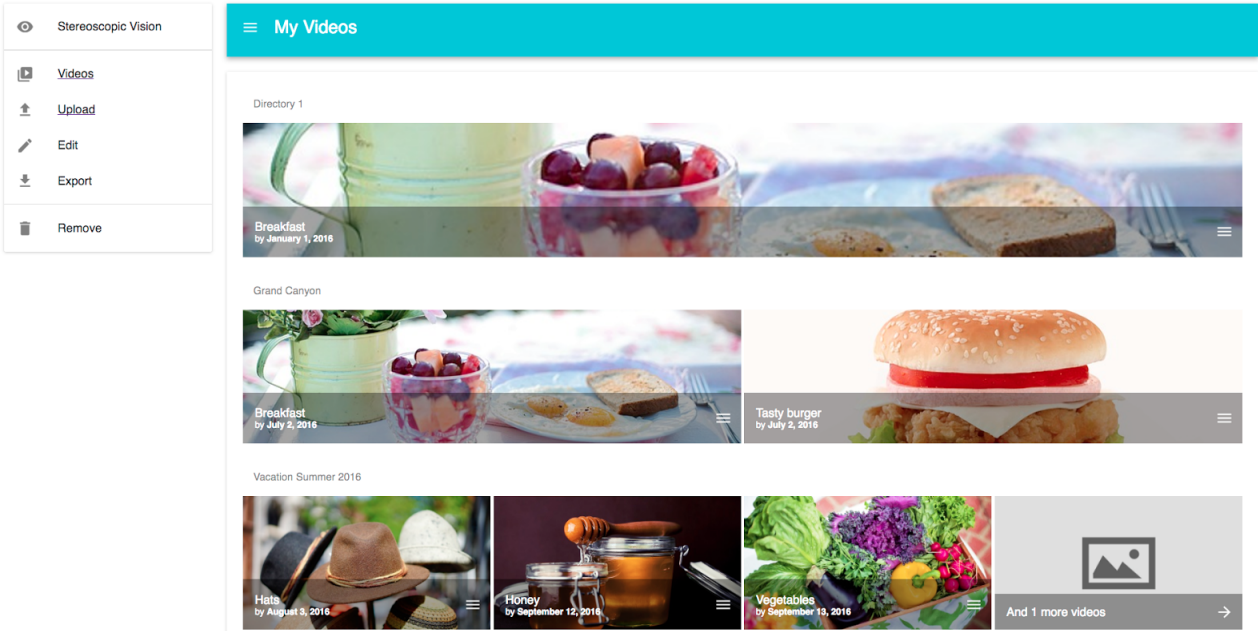 Stereoscopic Vision
Videos
Upload
Edit
Export
Remove
My Videos
Directory 1
Breakfast
by January 1, 2016
Grand Canyon
Breakfast
by July 2, 2016
Tasty burger
by July 2, 2016
Vacation Summer 2016
Hats
by August 3, 2016
Honey
by September 12, 2016
Vegetables
by September 13, 2016
And 1 more videos